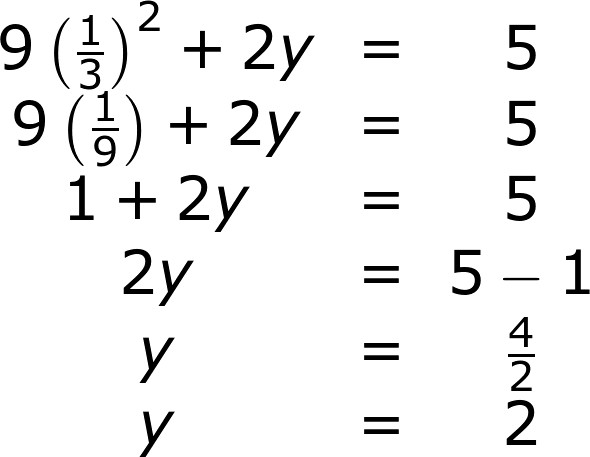 9 (1/3)² + 2y = 5
9 (1/9) + 2y = 5
1 + 2y = 5
2y = 5 − 1
y = 4/2
y = 2